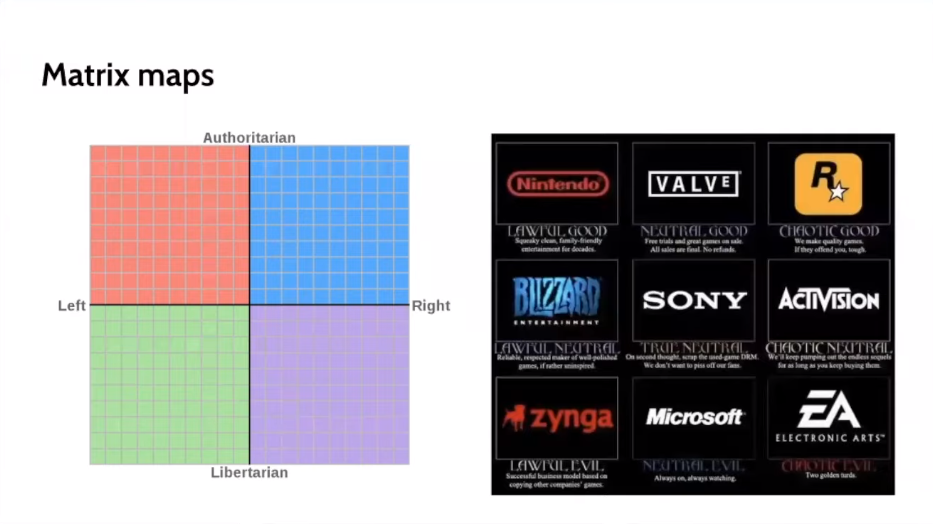 Matrix maps
Authoritarian
Left
Right
Libertarian
Nintendo
LAWFUL GOOD
Squeaky clean, family-friendly
entertainment for decades.
VALVE
NEUTRAL GOOD
Free trials and great games on sale.
All sales are final. No refunds.
R
CHAOTIC GOOD
We make quality games.
If they offend you, tough.
BLIZZARD
ENTERTAINMENT
LAWFUL NEUTRAL
Reliable, respected maker of well-polished
games, if rather uninspired.
SONY
TRUE NEUTRAL
On second thought, scrap the used-game DRM.
We don't want to piss off our fans.
ACTIVISION
CHAOTIC NEUTRAL
We'll keep pumping out the endless sequels
for as long as you keep buying them.
zynga
LAWFUL EVIL
Successful business model based on
copying other companies' games.
Microsoft
NEUTRAL EVIL
Always on, always watching.
EA
ELECTRONIC ARTS™
CHAOTIC EVIL
Two golden turds.